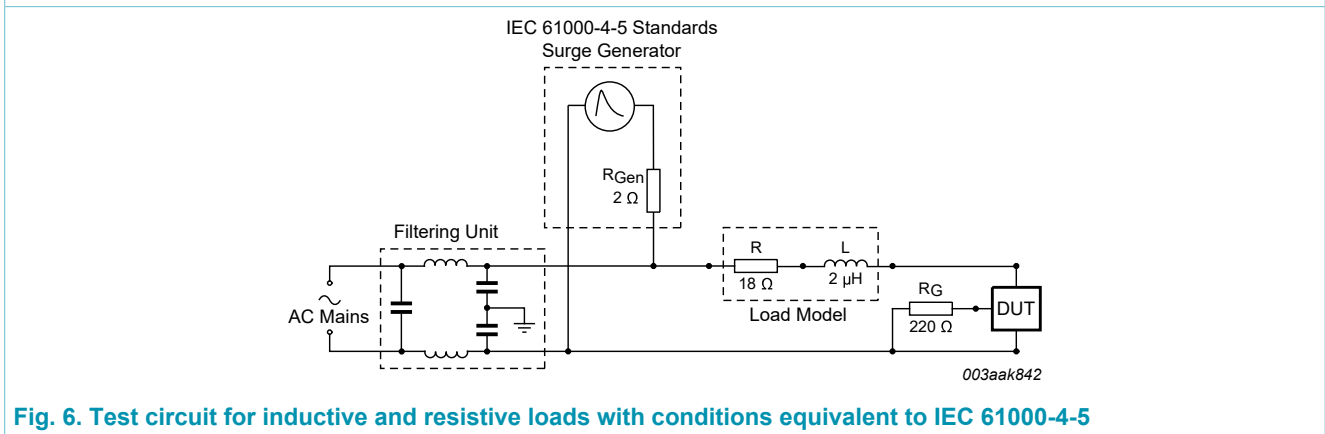 IEC 61000-4-5 Standards
Surge Generator
RGen
2 Ω
Filtering Unit
AC Mains
R
18 Ω
L
2 μH
Load Model
RG
220 Ω
DUT
003aak842
Fig. 6. Test circuit for inductive and resistive loads with conditions equivalent to IEC 61000-4-5